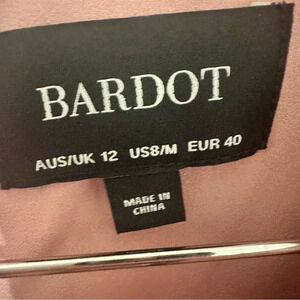 BARDOT
AUS/UK 12 US8/M EUR 40
MADE IN
CHINA